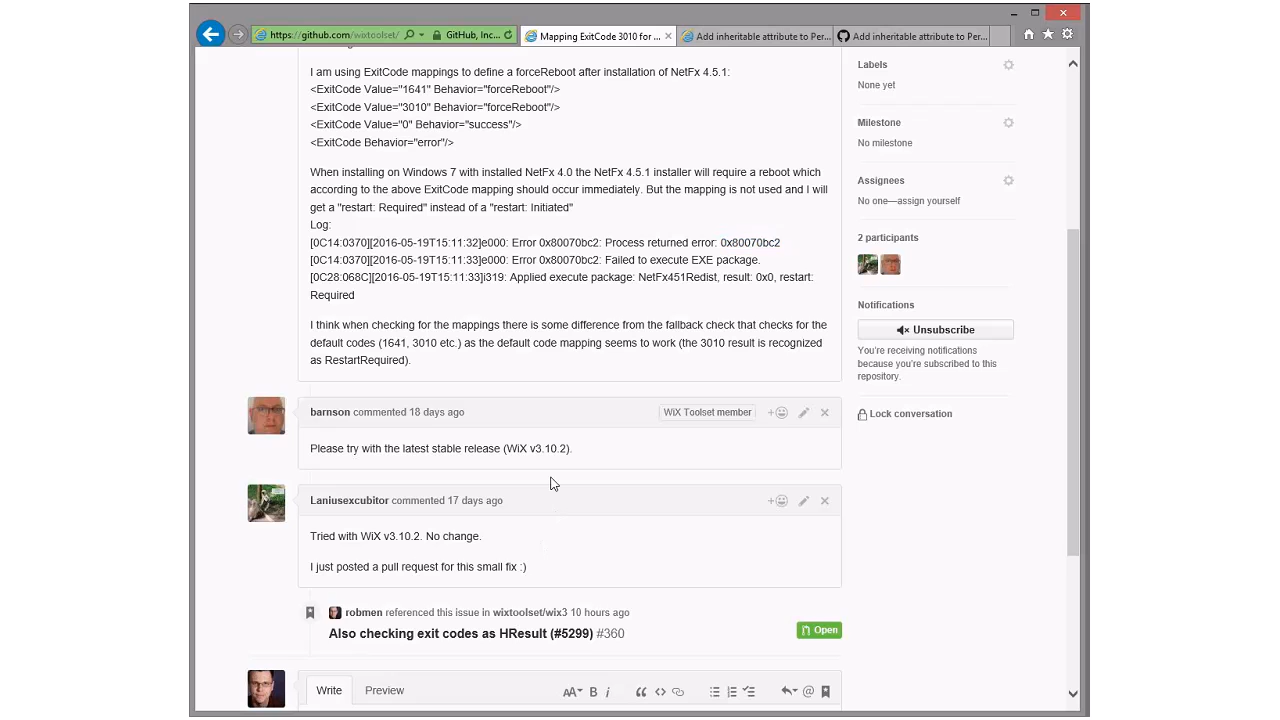 https://github.com/wixtoolset/
GitHub, Inc...
Mapping ExitCode 3010 for ...
Add inheritable attribute to Per...
Add inheritable attribute to Per...
I am using ExitCode mappings to define a forceReboot after installation of NetFx 4.5.1:
<ExitCode Value="1641" Behavior="forceReboot"/>
<ExitCode Value="3010" Behavior="forceReboot"/>
<ExitCode Value="0" Behavior="success"/>
<ExitCode Behavior="error"/>
When installing on Windows 7 with installed NetFx 4.0 the NetFx 4.5.1 installer will require a reboot which
according to the above ExitCode mapping should occur immediately. But the mapping is not used and I will
get a "restart: Required" instead of a "restart: Initiated"
Log:
[0C14:0370][2016-05-19T15:11:32]e000: Error 0x80070bc2: Process returned error: 0x80070bc2
[0C14:0370][2016-05-19T15:11:33]e000: Error 0x80070bc2: Failed to execute EXE package.
[0C28:068C][2016-05-19T15:11:33]i319: Applied execute package: NetFx451Redist, result: 0x0, restart:
Required
I think when checking for the mappings there is some difference from the fallback check that checks for the
default codes (1641, 3010 etc.) as the default code mapping seems to work (the 3010 result is recognized
as RestartRequired).
barnson commented 18 days ago
WiX Toolset member
Please try with the latest stable release (WiX v3.10.2).
Laniusexcubitor commented 17 days ago
Tried with WiX v3.10.2. No change.
I just posted a pull request for this small fix :)
robmen referenced this issue in wixtoolset/wix3 10 hours ago
Also checking exit codes as HResult (#5299) #360
Open
Write
Preview
AA
B
i
@
Labels
None yet
Milestone
No milestone
Assignees
No one—assign yourself
2 participants
Notifications
Unsubscribe
You're receiving notifications
because you're subscribed to this
repository.
Lock conversation